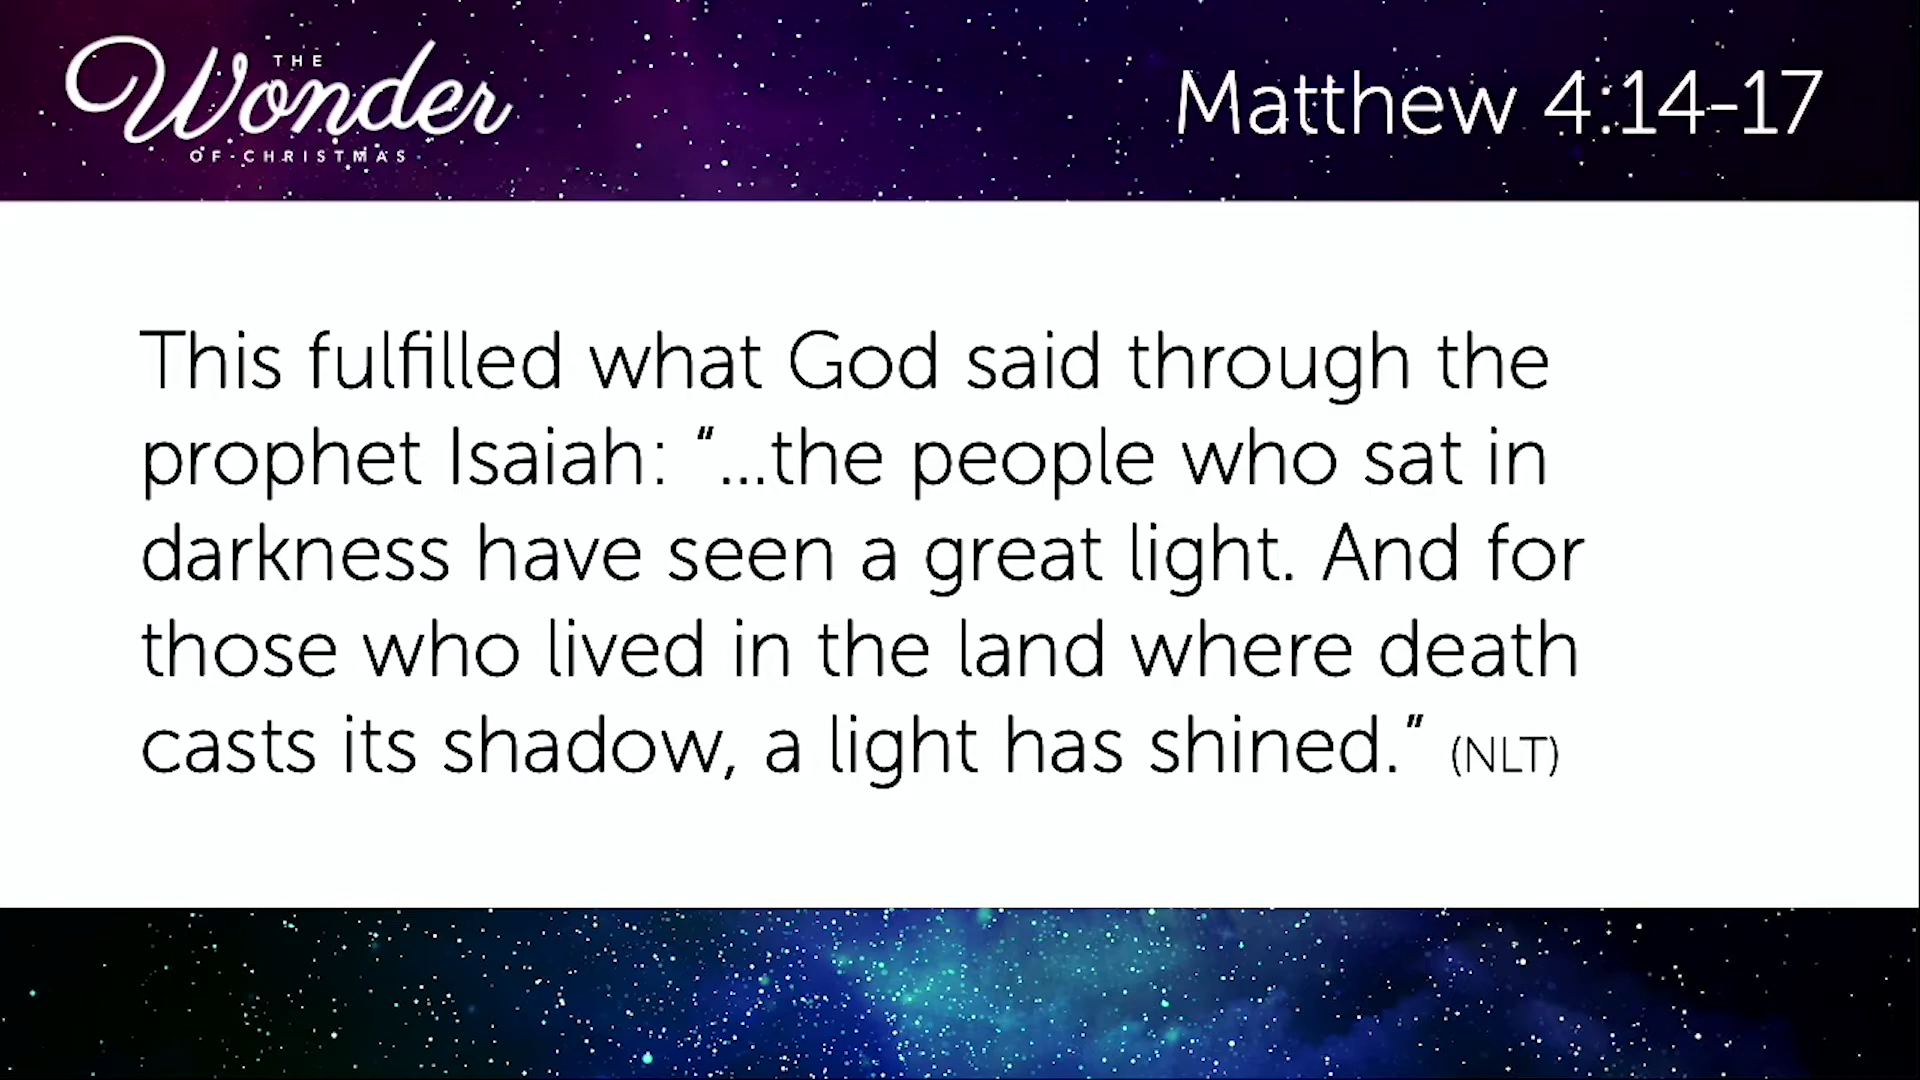 THE
Wonder
OF·CHRISTMAS
Matthew 4:14-17
This fulfilled what God said through the
prophet Isaiah: “...the people who sat in
darkness have seen a great light. And for
those who lived in the land where death
casts its shadow, a light has shined.” (NLT)